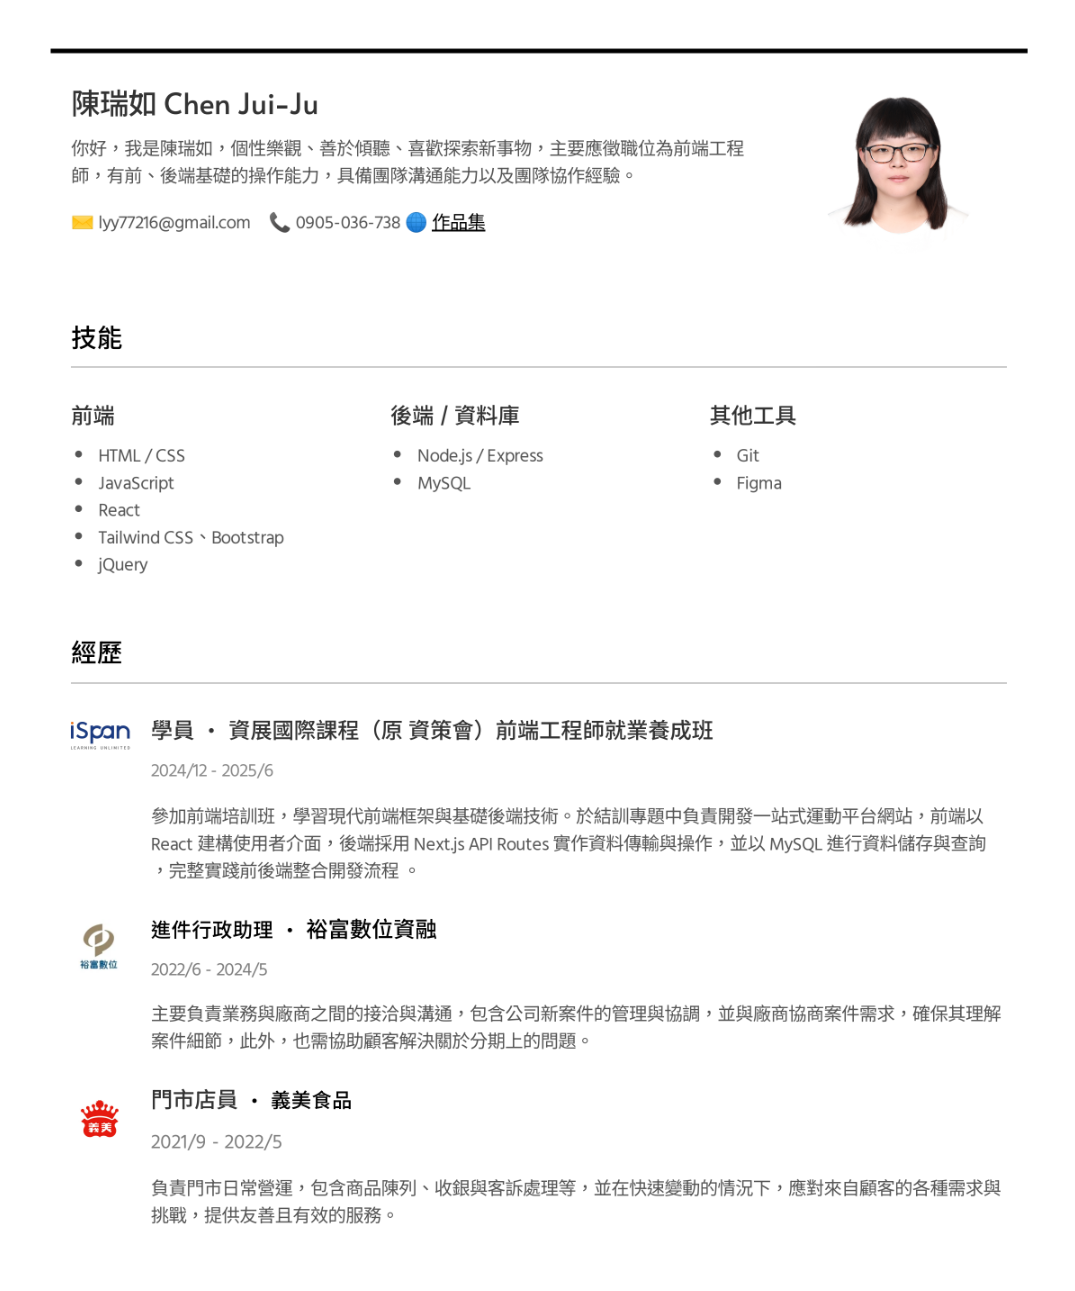 陳瑞如 Chen Jui-Ju
你好，我是陳瑞如，個性樂觀、善於傾聽、喜歡探索新事物，主要應徵職位為前端工程
師，有前、後端基礎的操作能力，具備團隊溝通能力以及團隊協作經驗。
lyy77216@gmail.com 0905-036-738 作品集
技能
前端
HTML / CSS
JavaScript
React
Tailwind CSS、Bootstrap
jQuery
後端 / 資料庫
Node.js / Express
MySQL
其他工具
Git
Figma
經歷
iSpan
LEARNING UNLIMITED
學員 • 資展國際課程（原 資策會）前端工程師就業養成班
2024/12 - 2025/6
參加前端培訓班，學習現代前端框架與基礎後端技術。於結訓專題中負責開發一站式運動平台網站，前端以
React 建構使用者介面，後端採用 Next.js API Routes 實作資料傳輸與操作，並以 MySQL 進行資料儲存與查詢
，完整實踐前後端整合開發流程 。
裕富數位
進件行政助理 • 裕富數位資融
2022/6 - 2024/5
主要負責業務與廠商之間的接洽與溝通，包含公司新案件的管理與協調，並與廠商協商案件需求，確保其理解
案件細節，此外，也需協助顧客解決關於分期上的問題。
義美
門市店員 • 義美食品
2021/9 - 2022/5
負責門市日常營運，包含商品陳列、收銀與客訴處理等，並在快速變動的情況下，應對來自顧客的各種需求與
挑戰，提供友善且有效的服務。